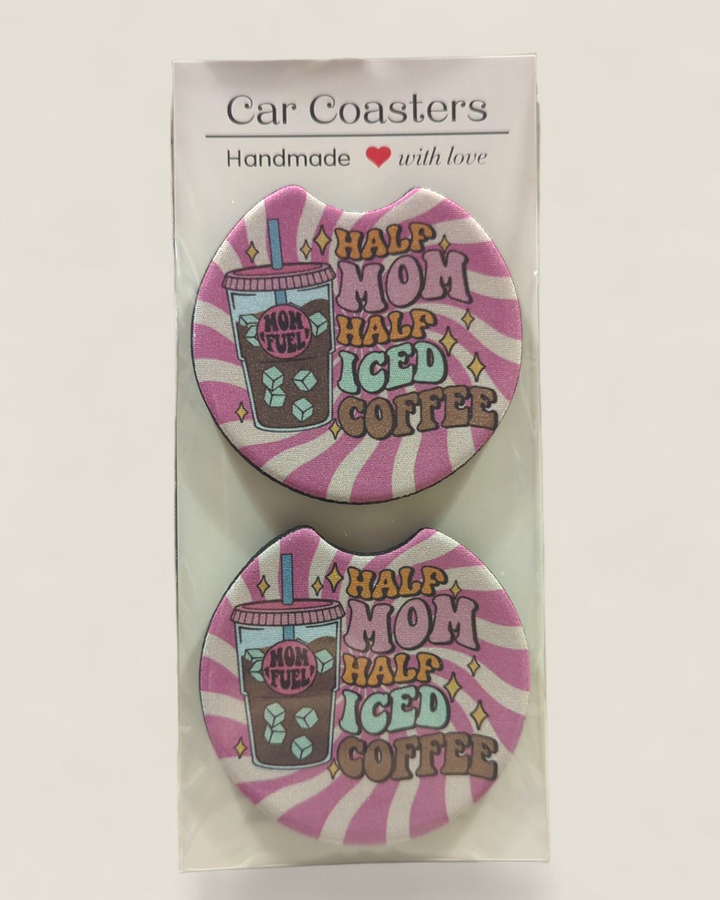 Car Coasters
Handmade ❤ with love
HALF
MOM
HALF
ICED
COFFEE
MOM
'FUEL'
HALF
MOM
HALF
ICED
COFFEE
MOM
'FUEL'